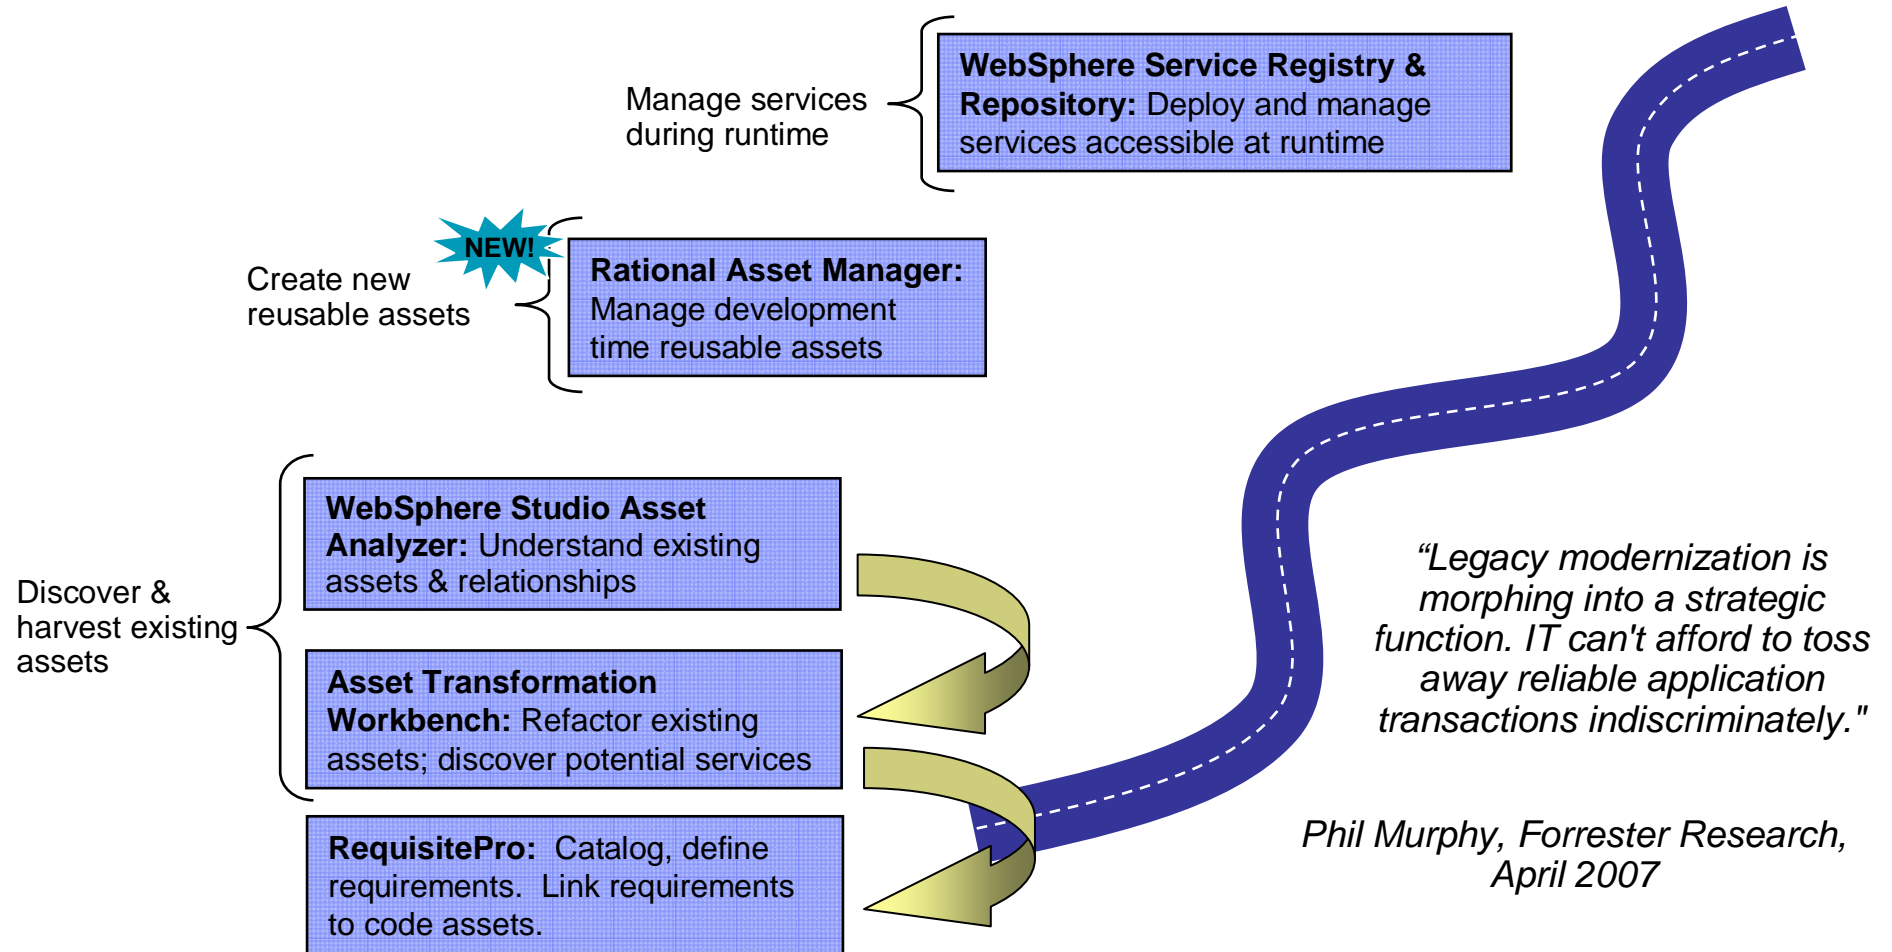 Manage services
during runtime
WebSphere Service Registry &
Repository: Deploy and manage
services accessible at runtime
NEW!
Create new
reusable assets
Rational Asset Manager:
Manage development
time reusable assets
Discover &
harvest existing
assets
WebSphere Studio Asset
Analyzer: Understand existing
assets & relationships
Asset Transformation
Workbench: Refactor existing
assets; discover potential services
RequisitePro:  Catalog, define
requirements.  Link requirements
to code assets.
“Legacy modernization is
morphing into a strategic
function. IT can't afford to toss
away reliable application
transactions indiscriminately."
Phil Murphy, Forrester Research,
April 2007